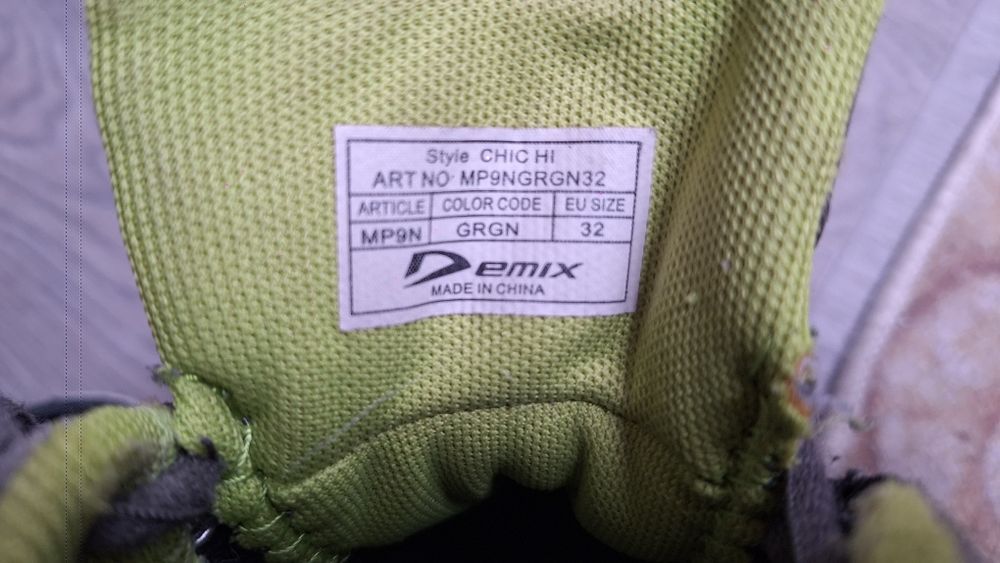 Style CHIC HI
ART NO· MP9NGRGN32
ARTICLE COLOR CODE EU SIZE
MP9N GRGN 32
Demix
MADE IN CHINA